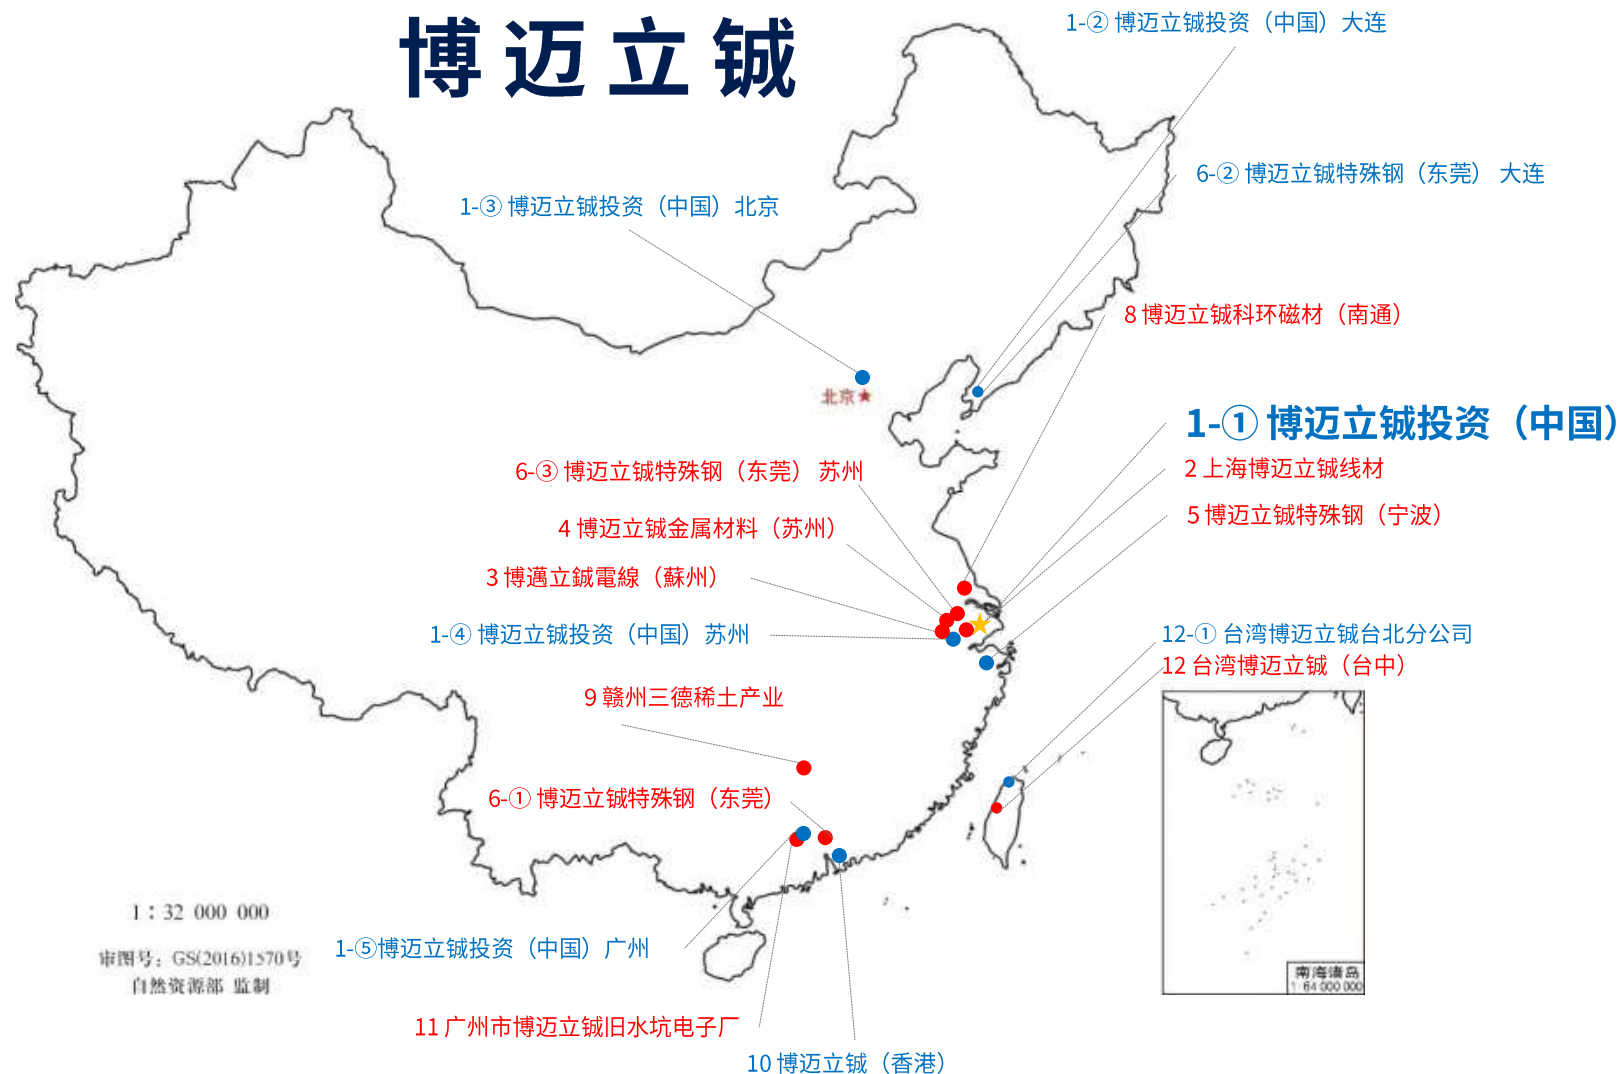 博迈立铖
1-② 博迈立铖投资（中国）大连
6-② 博迈立铖特殊钢（东莞） 大连
1-③ 博迈立铖投资（中国）北京
8 博迈立铖科环磁材（南通）
北京★
1-① 博迈立铖投资（中国）
6-③ 博迈立铖特殊钢（东莞） 苏州
2 上海博迈立铖线材
4 博迈立铖金属材料（苏州）
5 博迈立铖特殊钢（宁波）
3 博邁立鋮電線（蘇州）
1-④ 博迈立铖投资（中国）苏州
12-① 台湾博迈立铖台北分公司
12 台湾博迈立铖（台中）
9 赣州三德稀土产业
6-① 博迈立铖特殊钢（东莞）
1：32 000 000
1-⑤博迈立铖投资（中国）广州
审图号：GS(2016)1570号
自然资源部 监制
南海诸岛
1：64 000 000
11 广州市博迈立铖旧水坑电子厂
10 博迈立铖（香港）